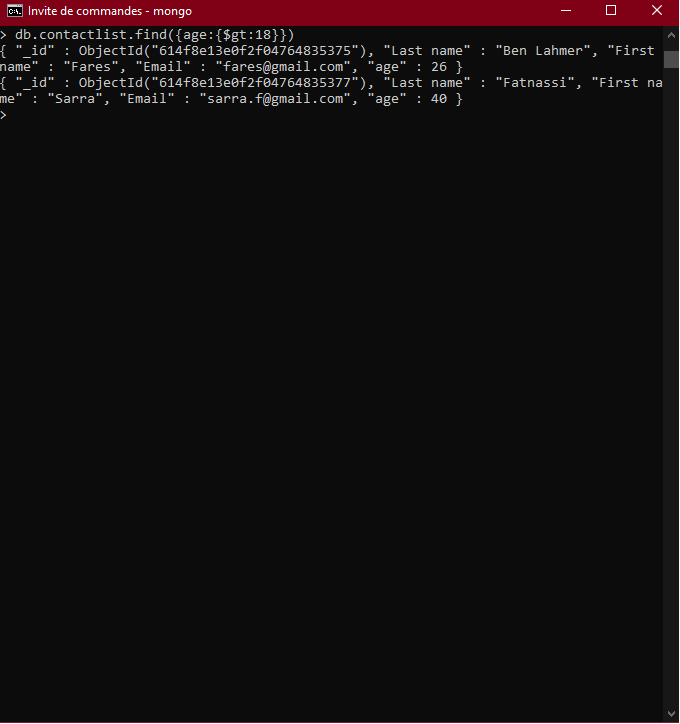 Invite de commandes - mongo
> db.contactlist.find({age:{$gt:18}})
{ "_id" : ObjectId("614f8e13e0f2f04764835375"), "Last name" : "Ben Lahmer", "First
name" : "Fares", "Email" : "fares@gmail.com", "age" : 26 }
{ "_id" : ObjectId("614f8e13e0f2f04764835377"), "Last name" : "Fatnassi", "First na
me" : "Sarra", "Email" : "sarra.f@gmail.com", "age" : 40 }
>